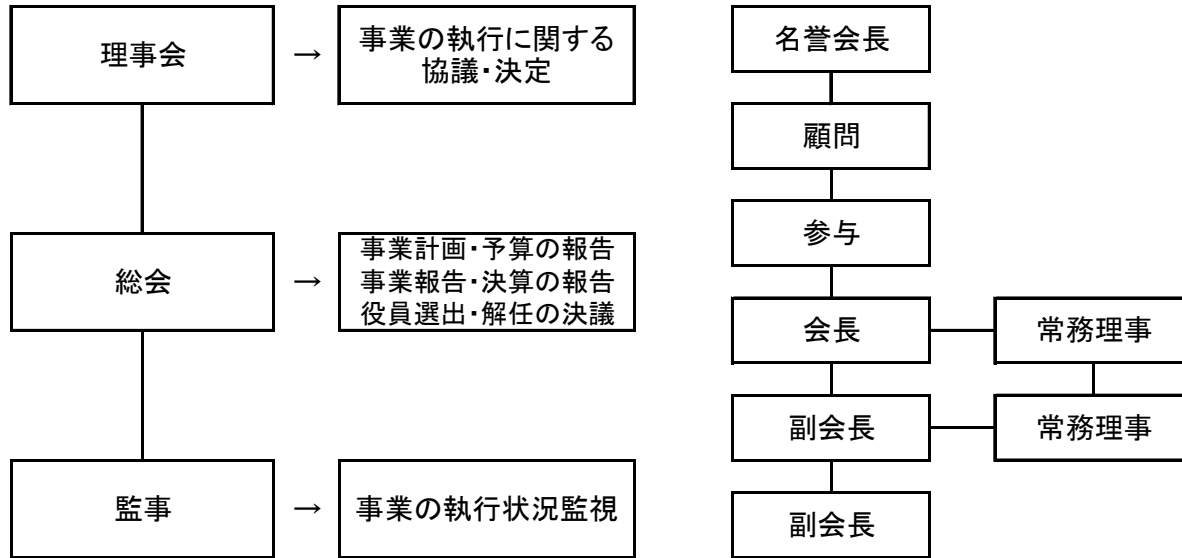 理事会
→
事業の執行に関する
協議・決定
総会
→
事業計画・予算の報告
事業報告・決算の報告
役員選出・解任の決議
監事
→
事業の執行状況監視
名誉会長
顧問
参与
会長
常務理事
副会長
常務理事
副会長